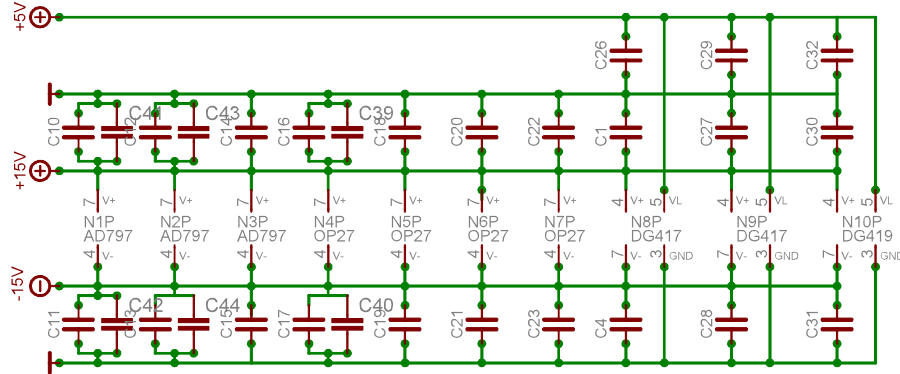 +5V
C26
C29
C32
C10
C41
C12
C43
C14
C16
C39
C18
C20
C22
C1
C27
C30
+15V
7 V+
7 V+
7 V+
7 V+
7 V+
7 V+
7 V+
4 V+
5 VL
4 V+
5 VL
4 V+
5 VL
N1P
N2P
N3P
N4P
N5P
N6P
N7P
N8P
N9P
N10P
AD797
AD797
AD797
OP27
OP27
OP27
OP27
DG417
DG417
DG419
4 V-
4 V-
4 V-
4 V-
4 V-
4 V-
4 V-
7 V-
3 GND
7 V-
3 GND
7 V-
3 GND
-15V
C11
C42
C13
C44
C15
C17
C40
C19
C21
C23
C4
C28
C31